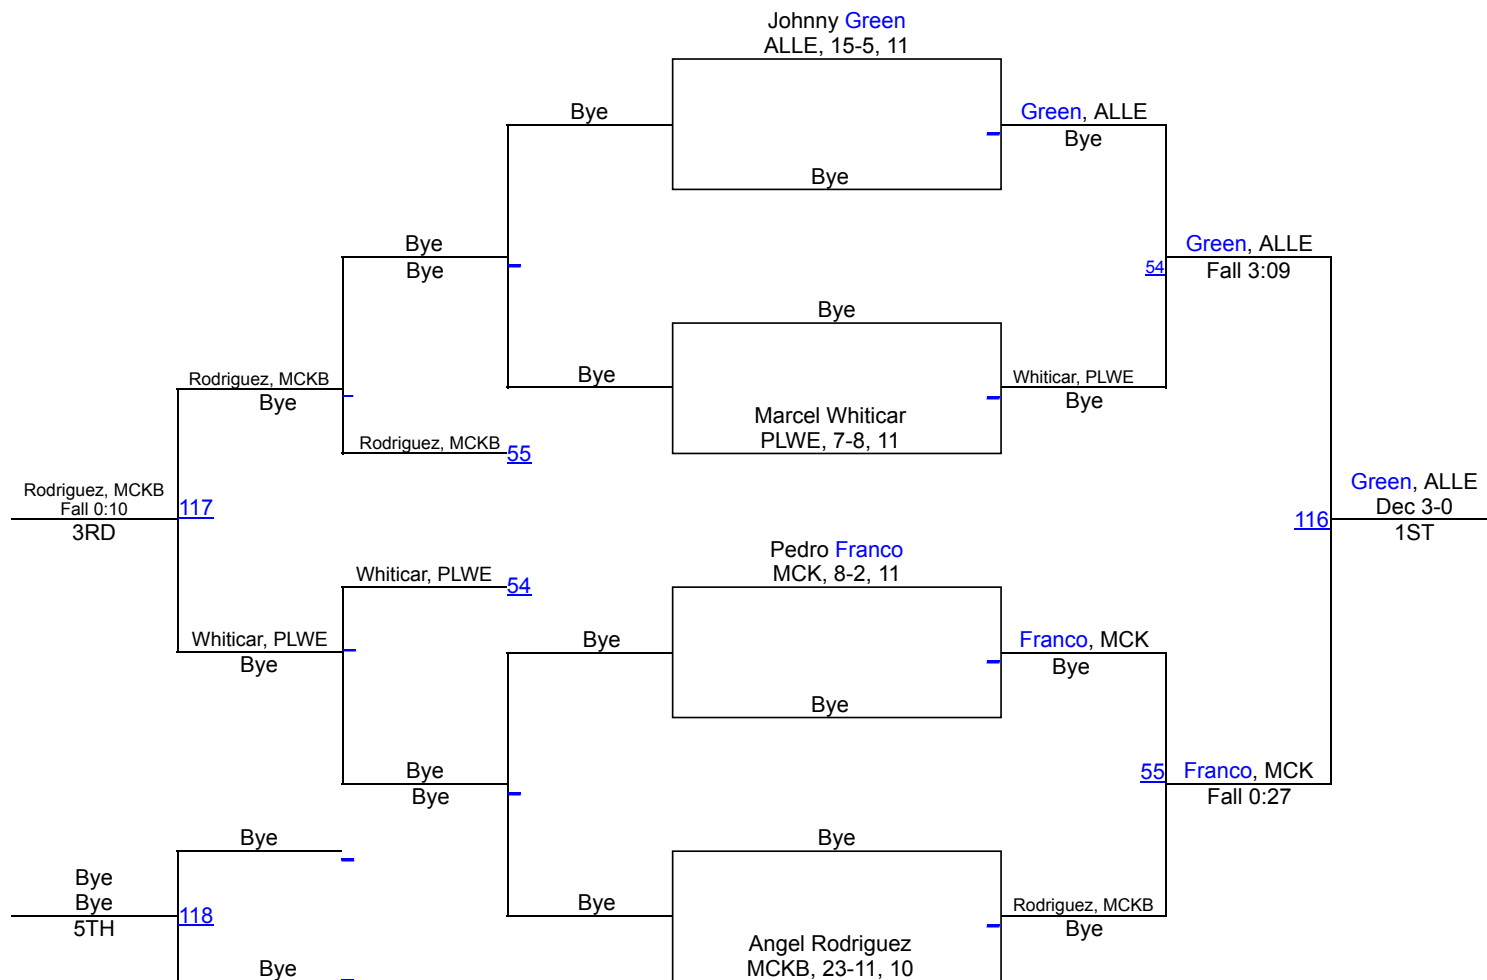 Johnny Green
ALLE, 15-5, 11
Bye
Green, ALLE
Bye
Bye
Bye
Bye
Green, ALLE
Fall 3:09
54
Bye
Bye
Whiticar, PLWE
Bye
Rodriguez, MCKB
Bye
Marcel Whiticar
PLWE, 7-8, 11
Rodriguez, MCKB 55
Rodriguez, MCKB
Fall 0:10
3RD
117
Green, ALLE
Dec 3-0
1ST
116
Pedro Franco
MCK, 8-2, 11
Whiticar, PLWE 54
Whiticar, PLWE
Bye
Bye
Franco, MCK
Bye
Bye
Bye
Bye
55
Franco, MCK
Fall 0:27
Bye
Bye
Bye
Bye
5TH
118
Bye
Rodriguez, MCKB
Bye
Angel Rodriguez
MCKB, 23-11, 10
Bye